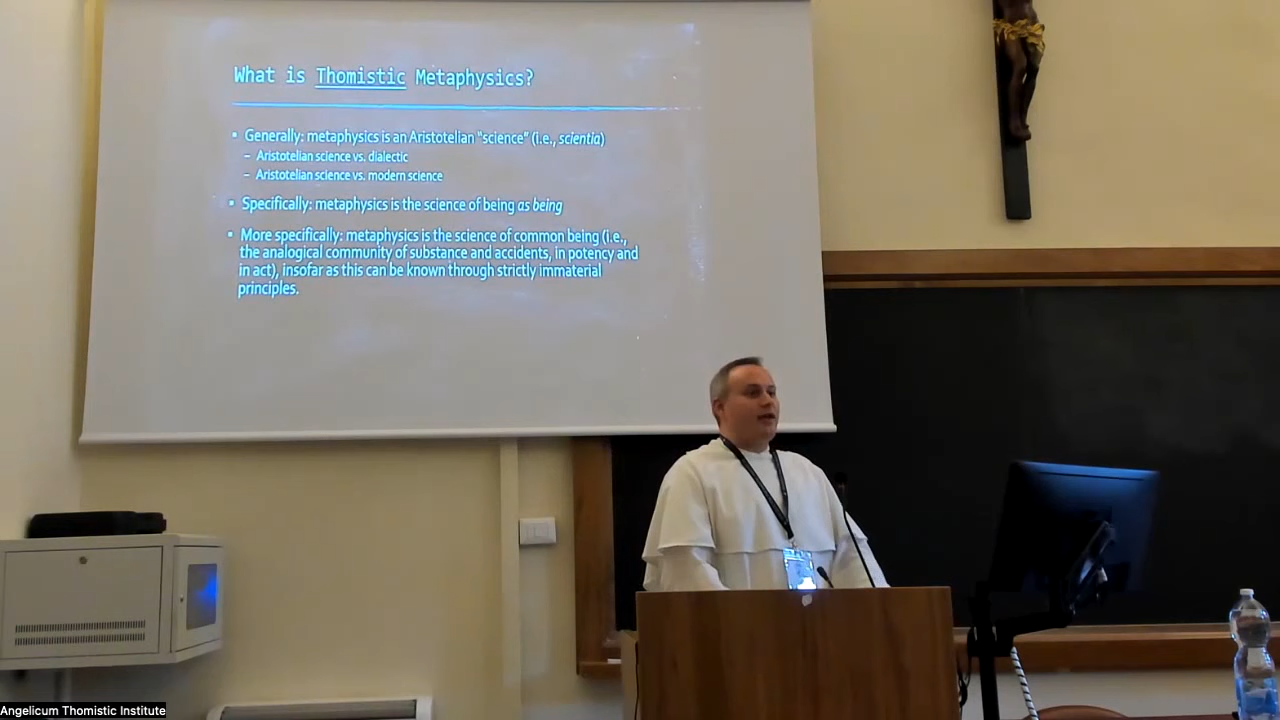 What is Thomistic Metaphysics?
▪ Generally: metaphysics is an Aristotelian "science" (i.e., scientia)
– Aristotelian science vs. dialectic
– Aristotelian science vs. modern science
▪ Specifically: metaphysics is the science of being as being
▪ More specifically: metaphysics is the science of common being (i.e.,
the analogical community of substance and accidents, in potency and
in act), insofar as this can be known through strictly immaterial
principles.
Angelicum Thomistic Institute